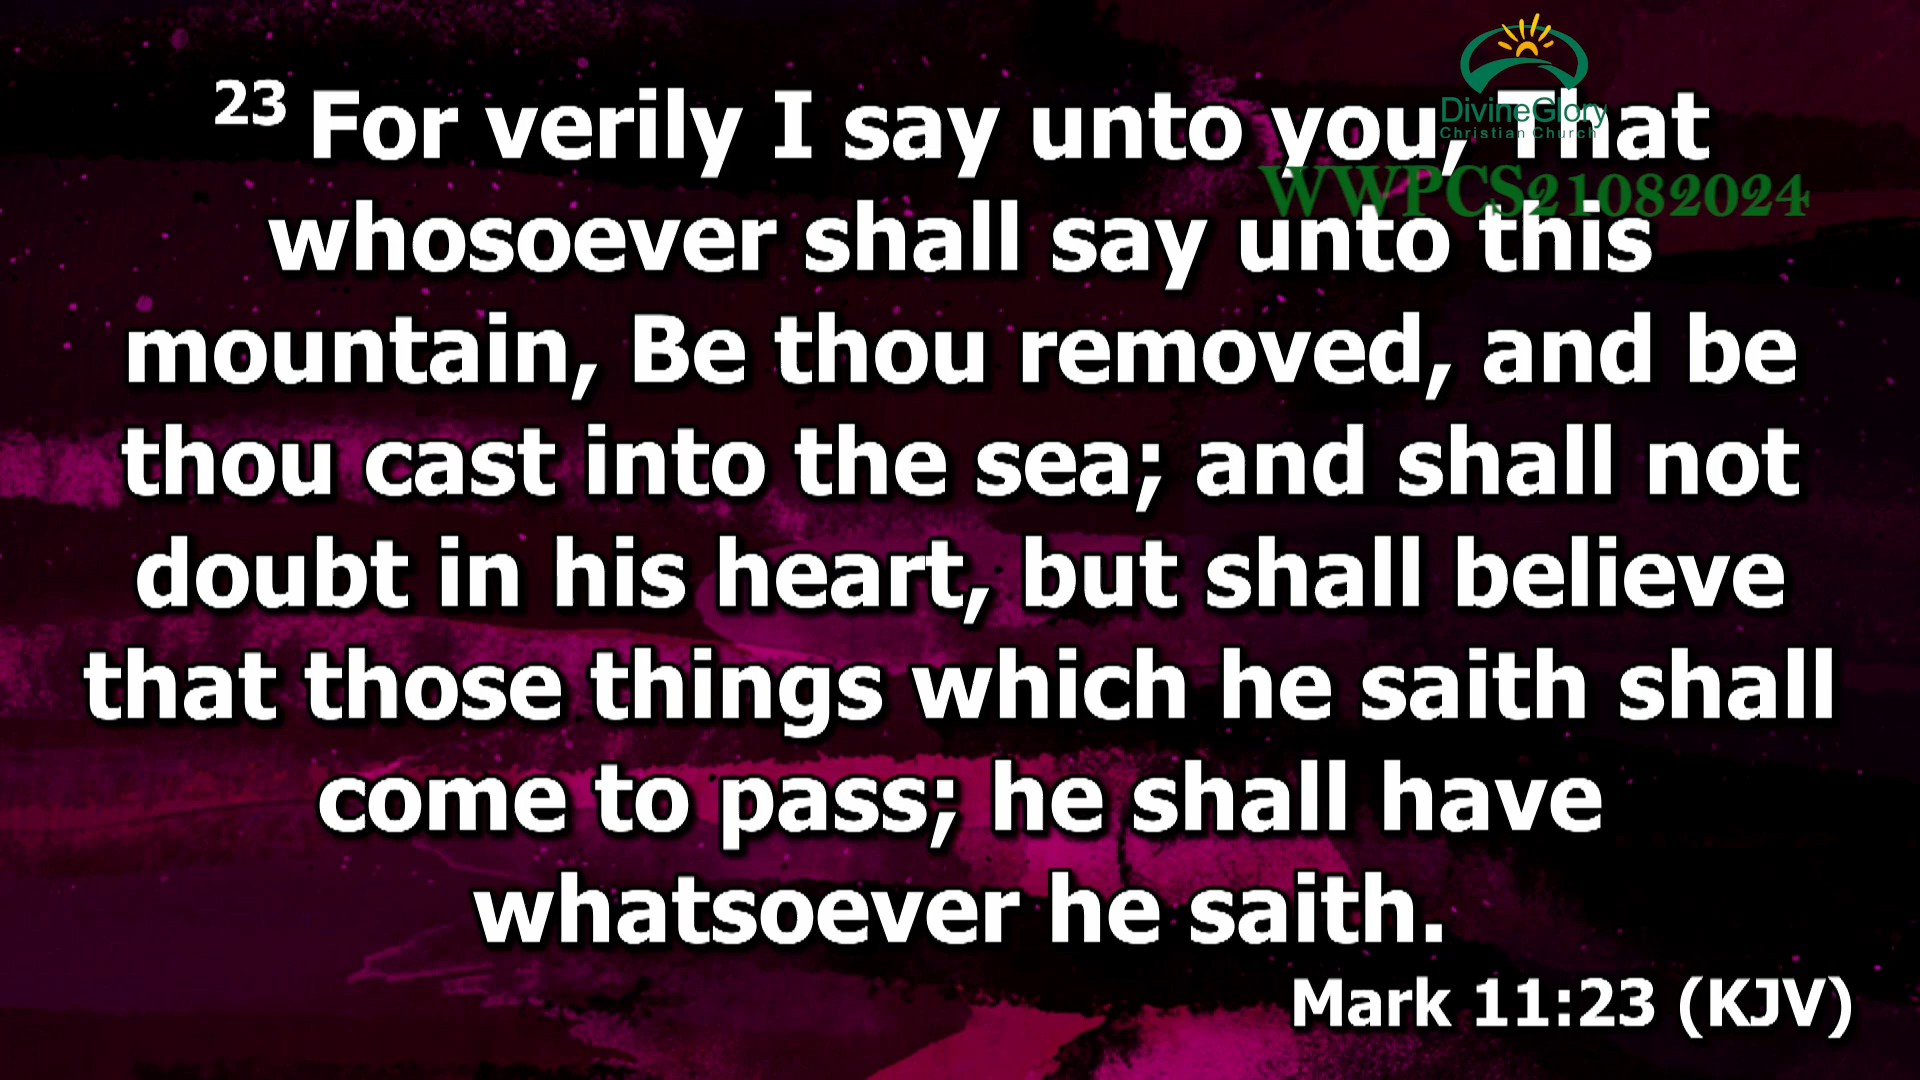 DivineGlory
Christian Church
WWPCS21082024
23 For verily I say unto you, That
whosoever shall say unto this
mountain, Be thou removed, and be
thou cast into the sea; and shall not
doubt in his heart, but shall believe
that those things which he saith shall
come to pass; he shall have
whatsoever he saith.
Mark 11:23 (KJV)